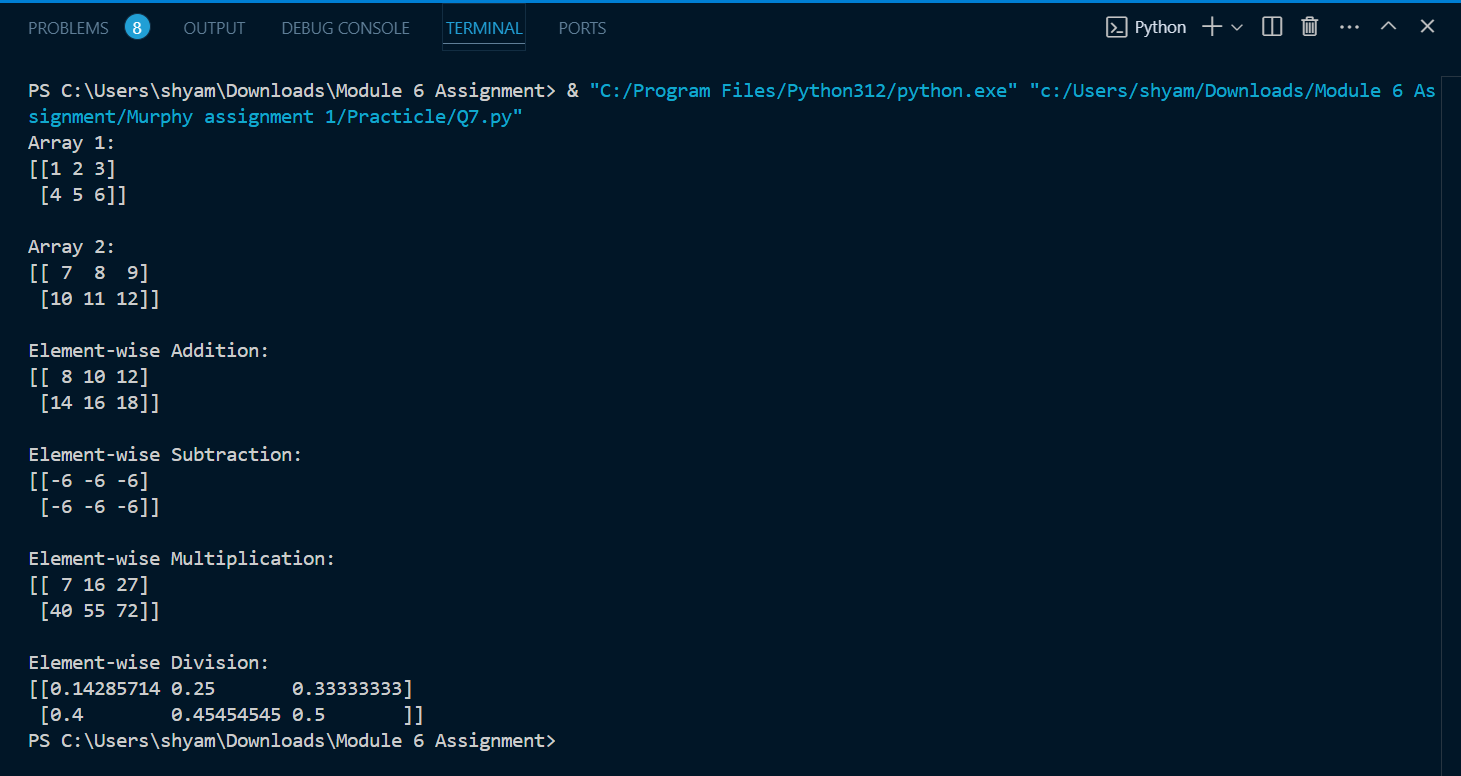 PROBLEMS 8 OUTPUT DEBUG CONSOLE TERMINAL PORTS Python
PS C:\Users\shyam\Downloads\Module 6 Assignment> & "C:/Program Files/Python312/python.exe" "c:/Users/shyam/Downloads/Module 6 As
signment/Murphy assignment 1/Practicle/Q7.py"
Array 1:
[[1 2 3]
 [4 5 6]]

Array 2:
[[ 7  8  9]
 [10 11 12]]

Element-wise Addition:
[[ 8 10 12]
 [14 16 18]]

Element-wise Subtraction:
[[-6 -6 -6]
 [-6 -6 -6]]

Element-wise Multiplication:
[[ 7 16 27]
 [40 55 72]]

Element-wise Division:
[[0.14285714 0.25       0.33333333]
 [0.4        0.45454545 0.5       ]]
PS C:\Users\shyam\Downloads\Module 6 Assignment>